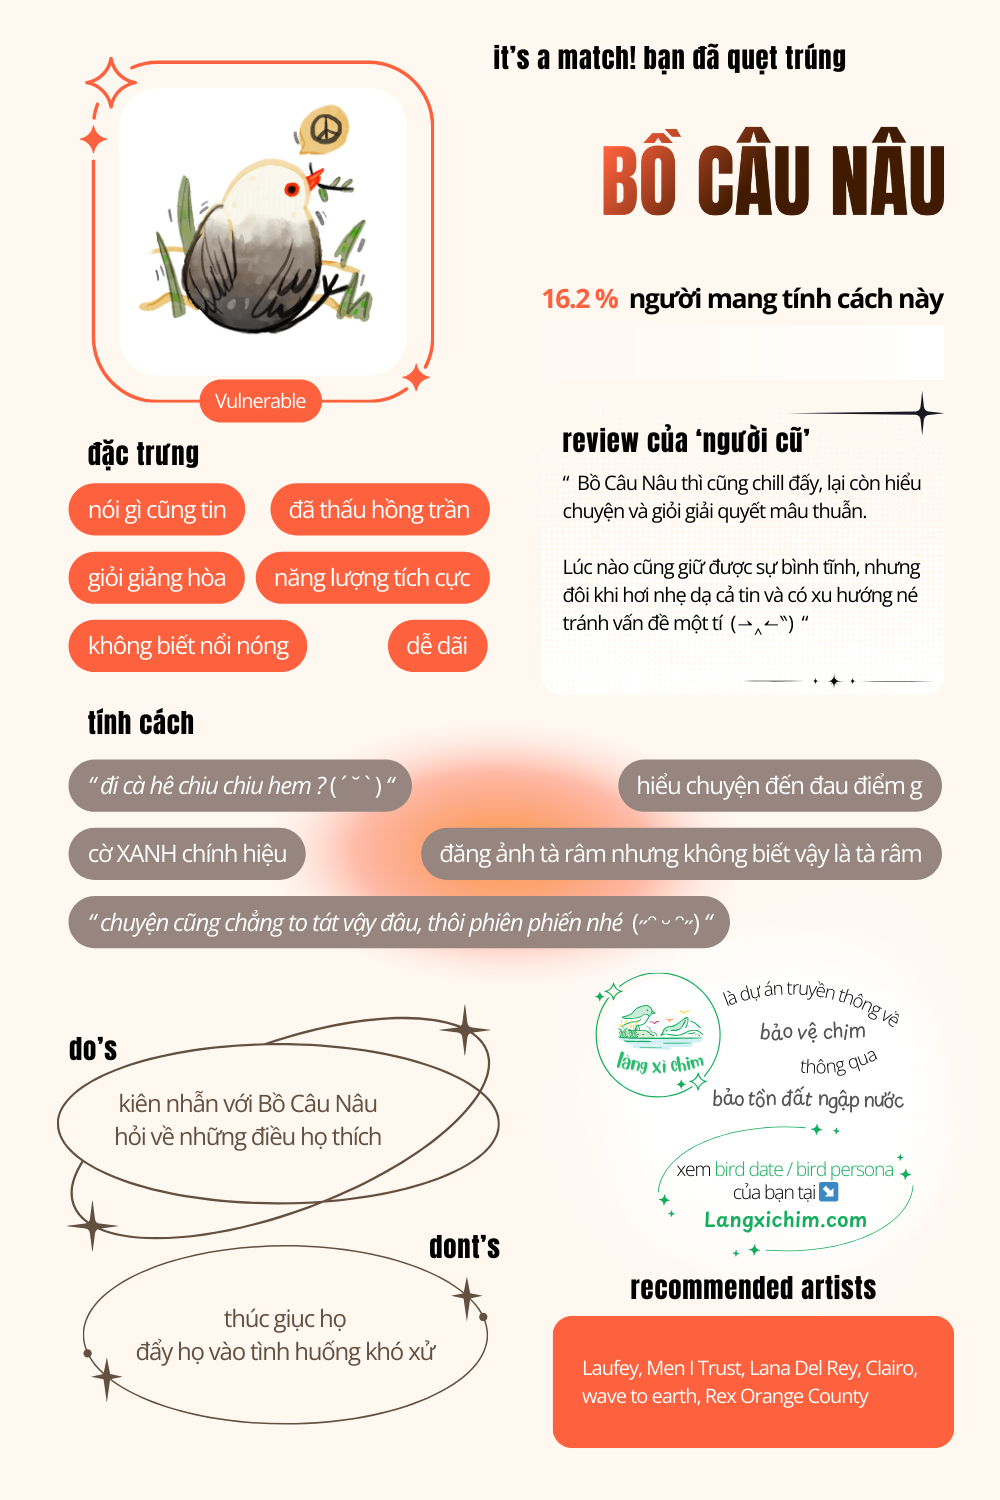 it's a match! bạn đã quẹt trúng
BỒ CÂU NÂU
16.2 % người mang tính cách này
Vulnerable
đặc trưng
nói gì cũng tin
đã thấu hồng trần
giỏi giảng hòa
năng lượng tích cực
không biết nổi nóng
dễ dãi
review của ‘người cũ’
“ Bồ Câu Nâu thì cũng chill đấy, lại còn hiểu
chuyện và giỏi giải quyết mâu thuẫn.
Lúc nào cũng giữ được sự bình tĩnh, nhưng
đôi khi hơi nhẹ dạ cả tin và có xu hướng né
tránh vấn đề một tí (⇀‸↼‶) “
tính cách
“ đi cà hê chiu chiu hem ? ( ´ ˘ ` ) “
hiểu chuyện đến đau điểm g
cờ XANH chính hiệu
đăng ảnh tà râm nhưng không biết vậy là tà râm
“ chuyện cũng chẳng to tát vậy đâu, thôi phiên phiến nhé (˶ᵔ ᵕ ᵔ˶) “
là dự án truyền thông về
bảo vệ chim
thông qua
bảo tồn đất ngập nước
làng xì chim
xem bird date / bird persona
của bạn tại ↘️
Langxichim.com
do's
kiên nhẫn với Bồ Câu Nâu
hỏi về những điều họ thích
dont's
thúc giục họ
đẩy họ vào tình huống khó xử
recommended artists
Laufey, Men I Trust, Lana Del Rey, Clairo,
wave to earth, Rex Orange County